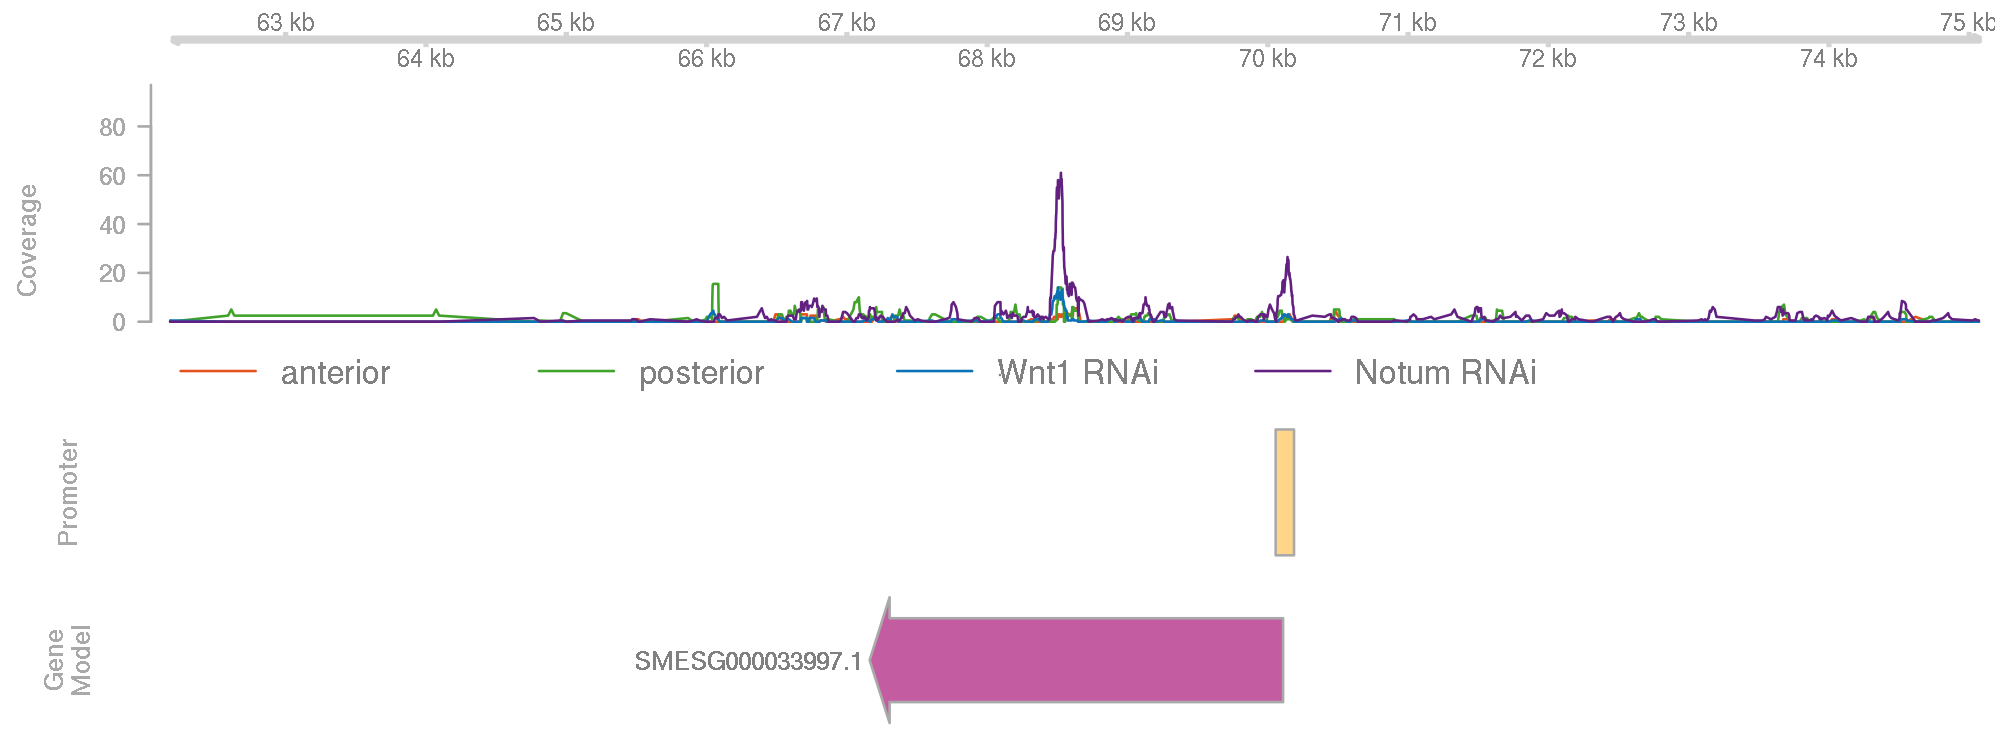 63 kb 65 kb 67 kb 69 kb 71 kb 73 kb 75 kb
64 kb 66 kb 68 kb 70 kb 72 kb 74 kb
Coverage
80
60
40
20
0
anterior posterior Wnt1 RNAi Notum RNAi
Promoter
Gene
Model
SMESG000033997.1